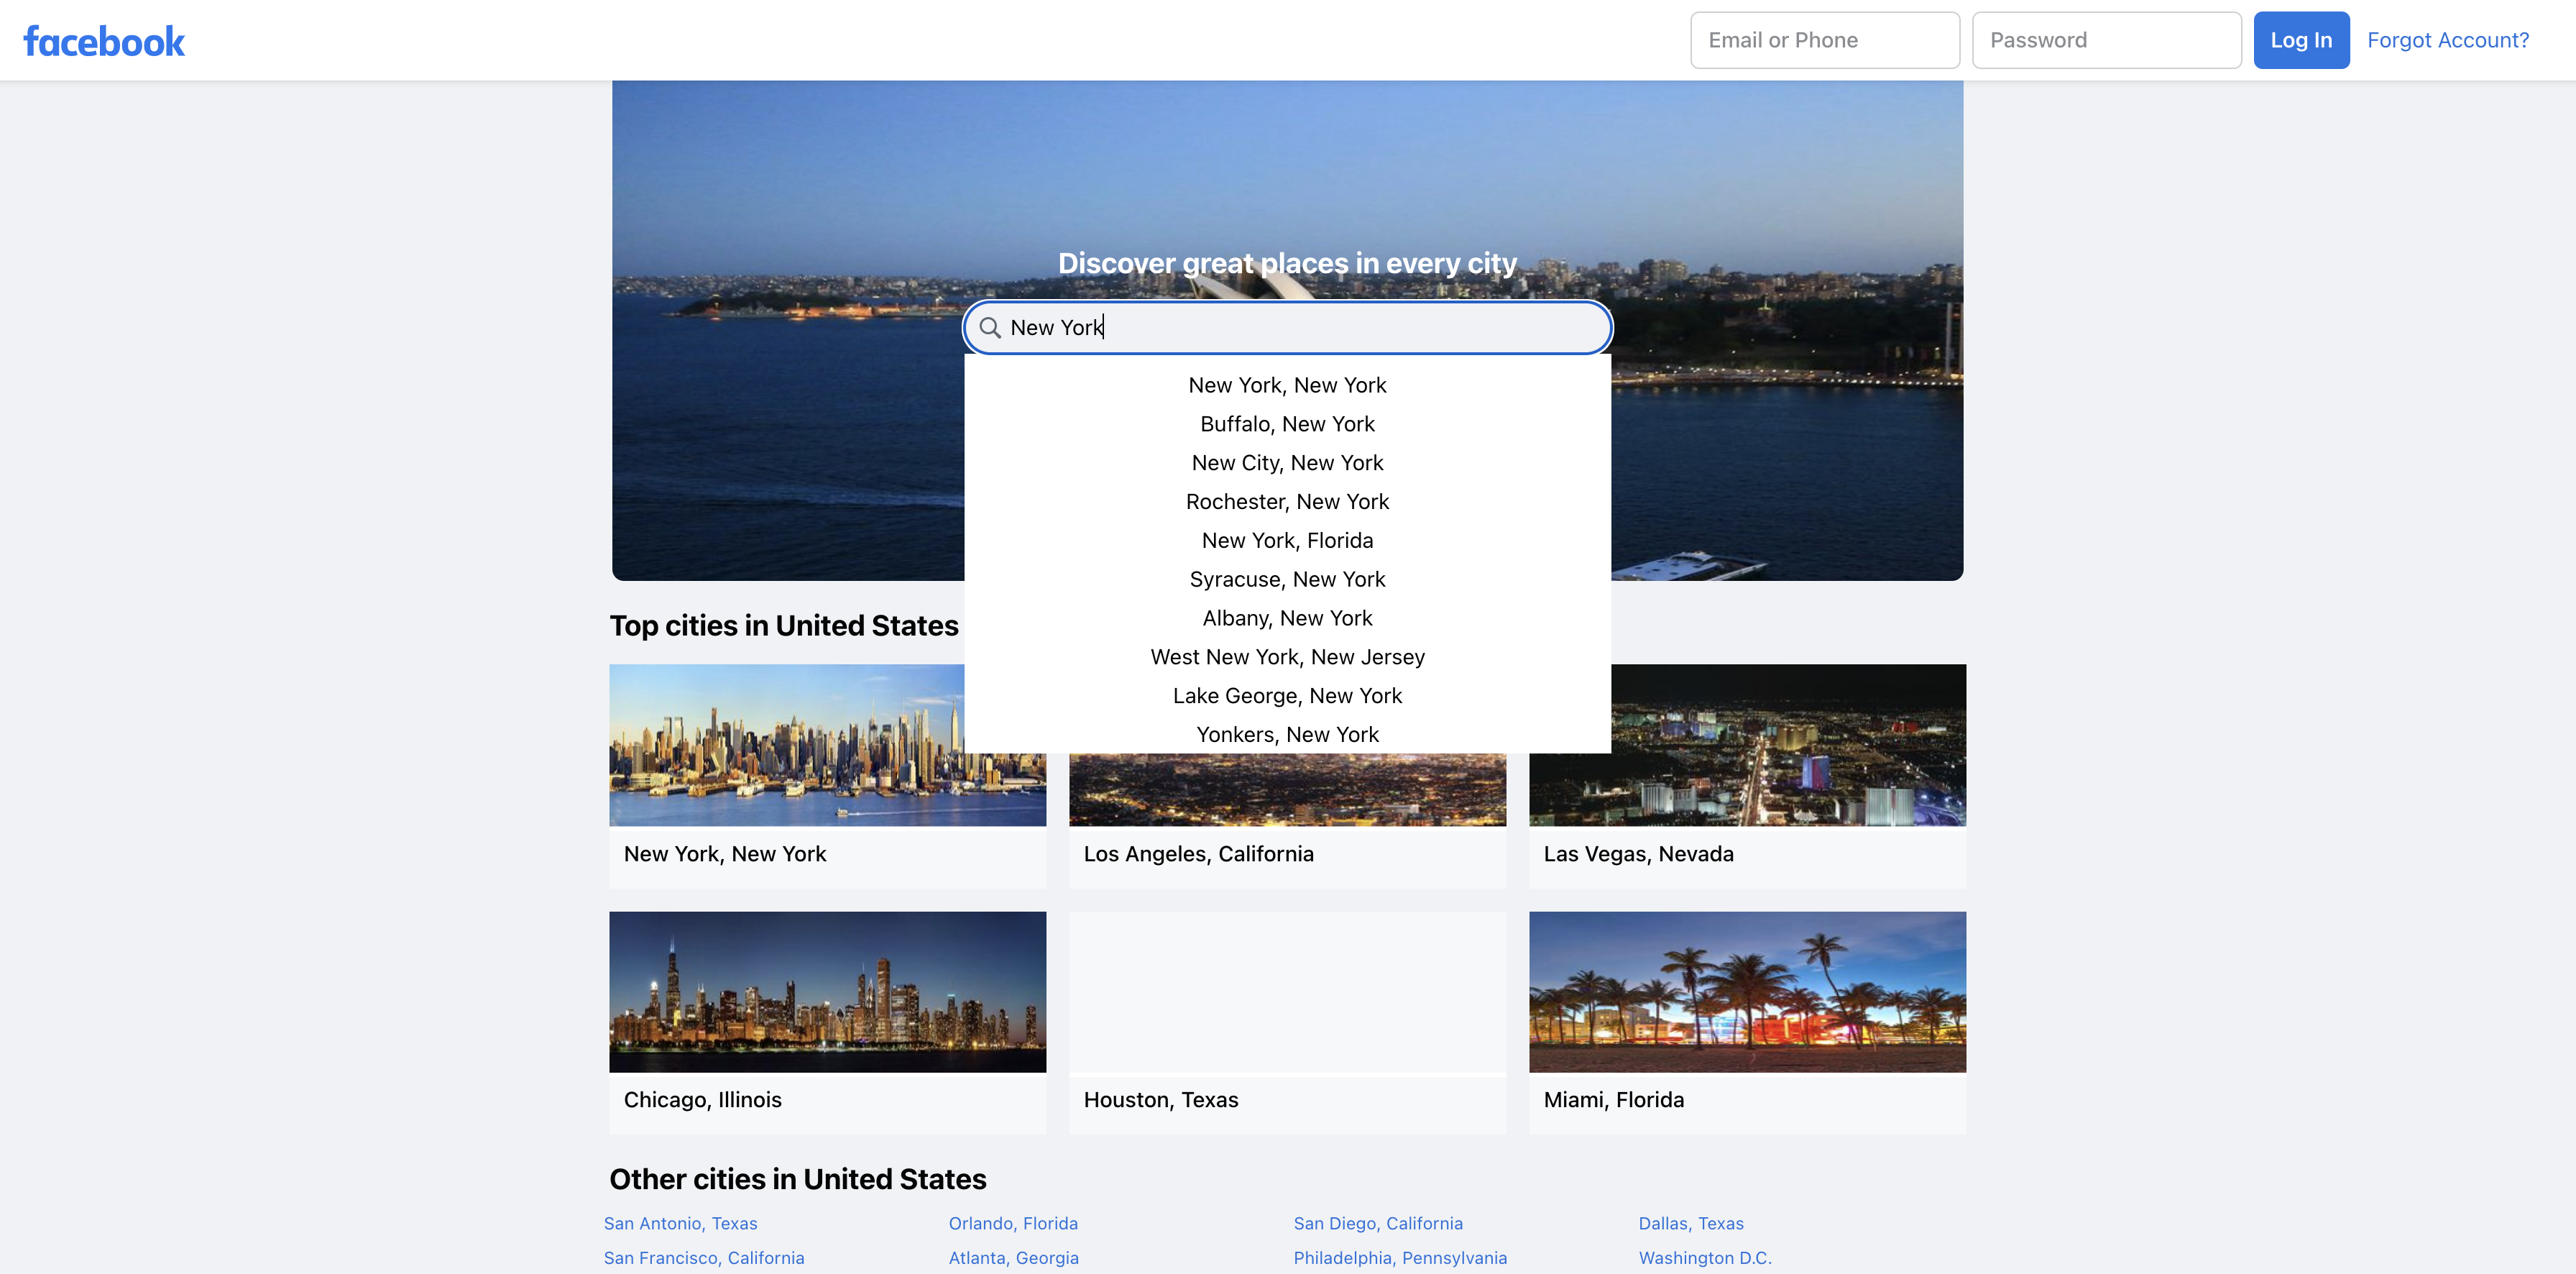 facebook
Email or Phone
Password
Log In
Forgot Account?
Discover great places in every city
New York
New York, New York
Buffalo, New York
New City, New York
Rochester, New York
New York, Florida
Syracuse, New York
Albany, New York
West New York, New Jersey
Lake George, New York
Yonkers, New York
Top cities in United States
New York, New York
Los Angeles, California
Las Vegas, Nevada
Chicago, Illinois
Houston, Texas
Miami, Florida
Other cities in United States
San Antonio, Texas
Orlando, Florida
San Diego, California
Dallas, Texas
San Francisco, California
Atlanta, Georgia
Philadelphia, Pennsylvania
Washington D.C.